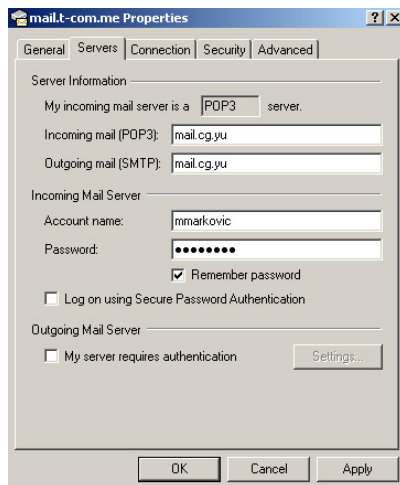 mail.t-com.me Properties
General Servers Connection Security Advanced
Server Information
My incoming mail server is a POP3 server.
Incoming mail (POP3): mail.cg.yu
Outgoing mail (SMTP): mail.cg.yu
Incoming Mail Server
Account name: mmarkovic
Password: ●●●●●●●●
Remember password
Log on using Secure Password Authentication
Outgoing Mail Server
My server requires authentication Settings...
OK Cancel Apply